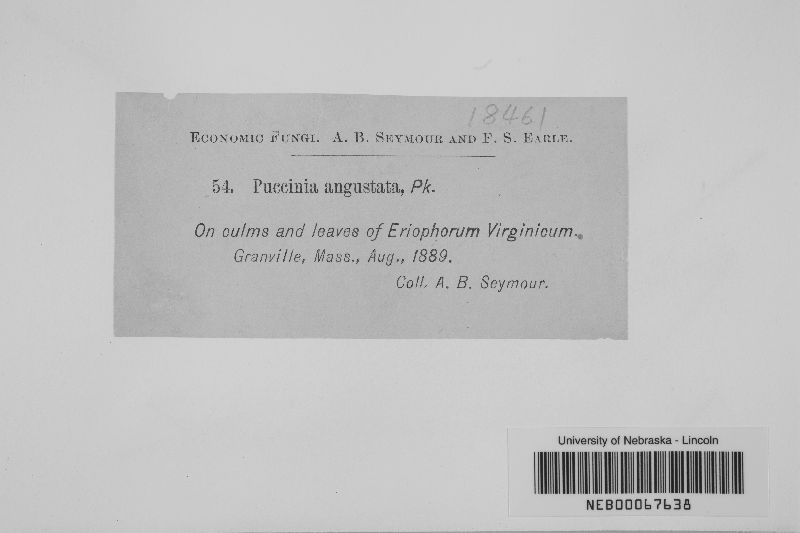 18461
Economic Fungi. A. B. Seymour and F. S. Earle.
54. Puccinia angustata, Pk.
On culms and leaves of Eriophorum Virginicum.
Granville, Mass., Aug., 1889.
Coll. A. B. Seymour.
University of Nebraska - Lincoln
NEB00067638